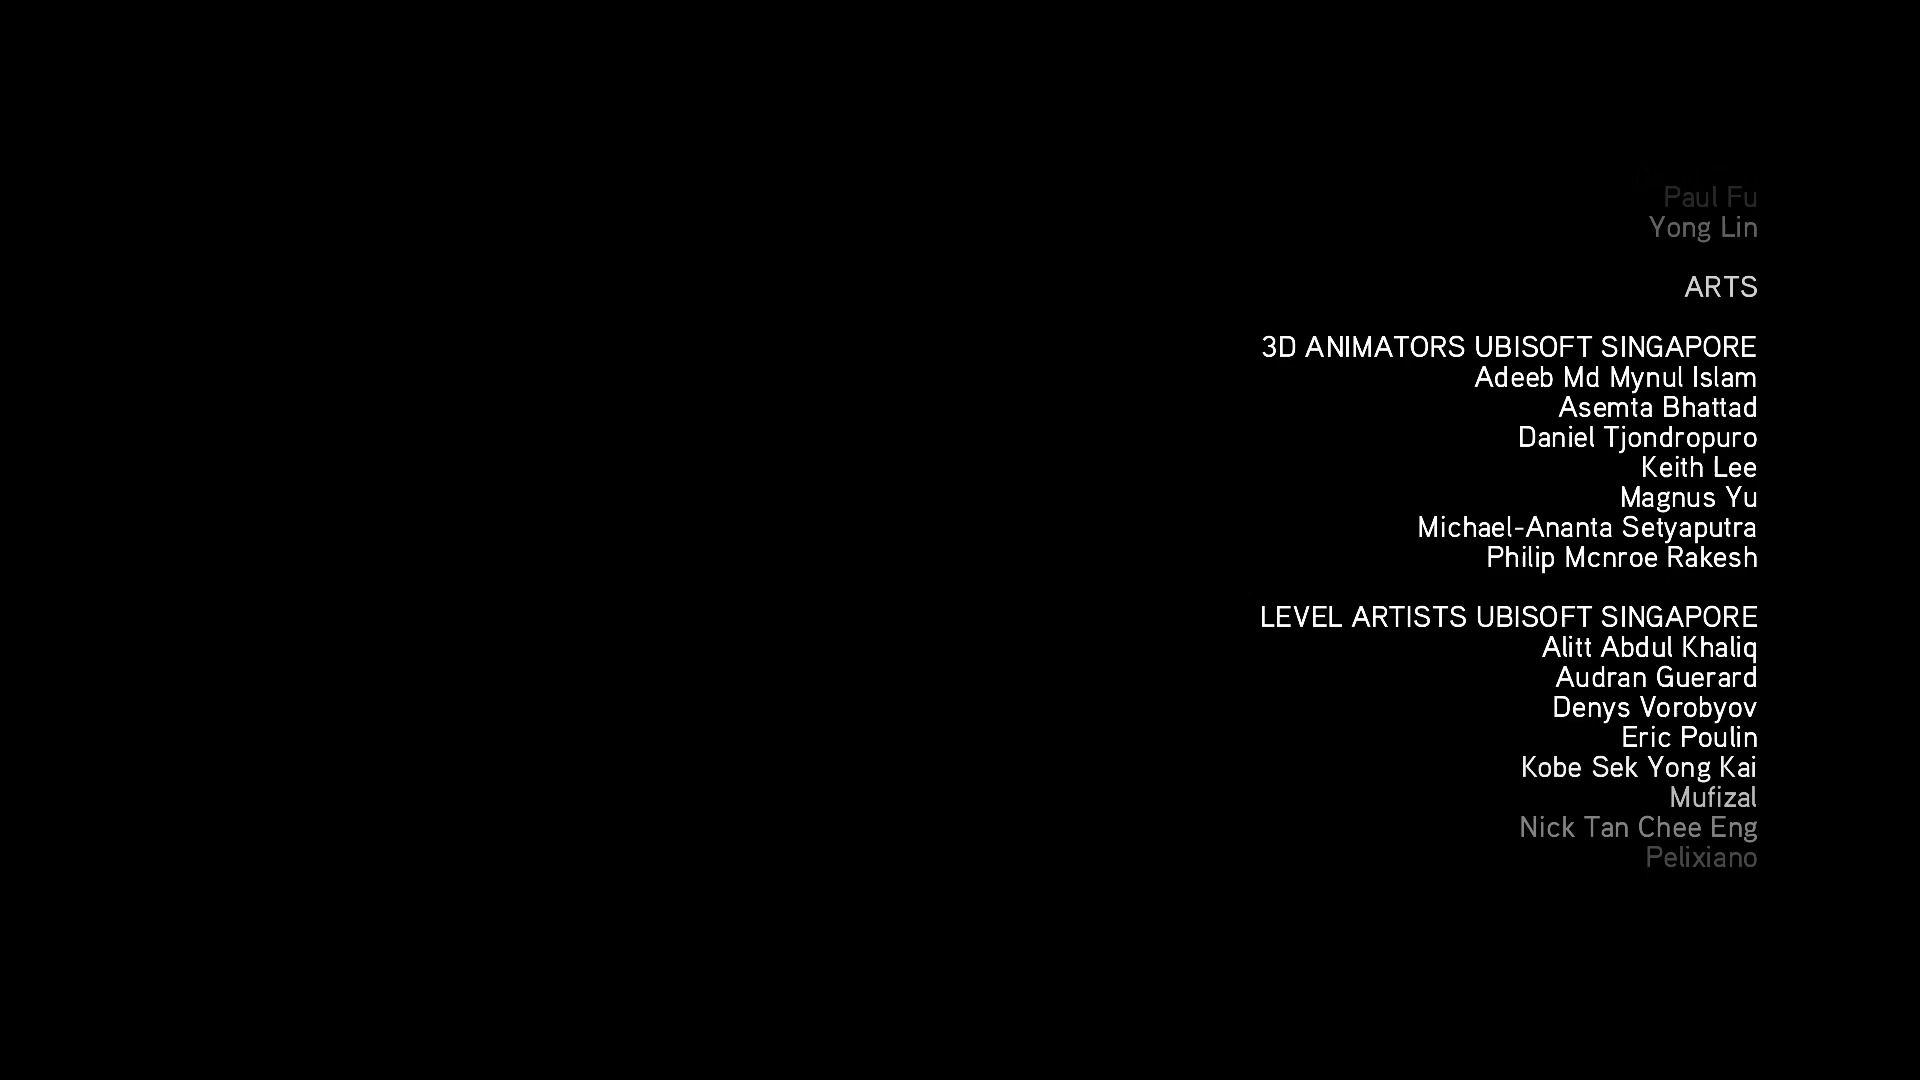 Paul Fu
Yong Lin
ARTS
3D ANIMATORS UBISOFT SINGAPORE
Adeeb Md Mynul Islam
Asemta Bhattad
Daniel Tjondropuro
Keith Lee
Magnus Yu
Michael-Ananta Setyaputra
Philip Mcnroe Rakesh
LEVEL ARTISTS UBISOFT SINGAPORE
Alitt Abdul Khaliq
Audran Guerard
Denys Vorobyov
Eric Poulin
Kobe Sek Yong Kai
Mufizal
Nick Tan Chee Eng
Pelixiano